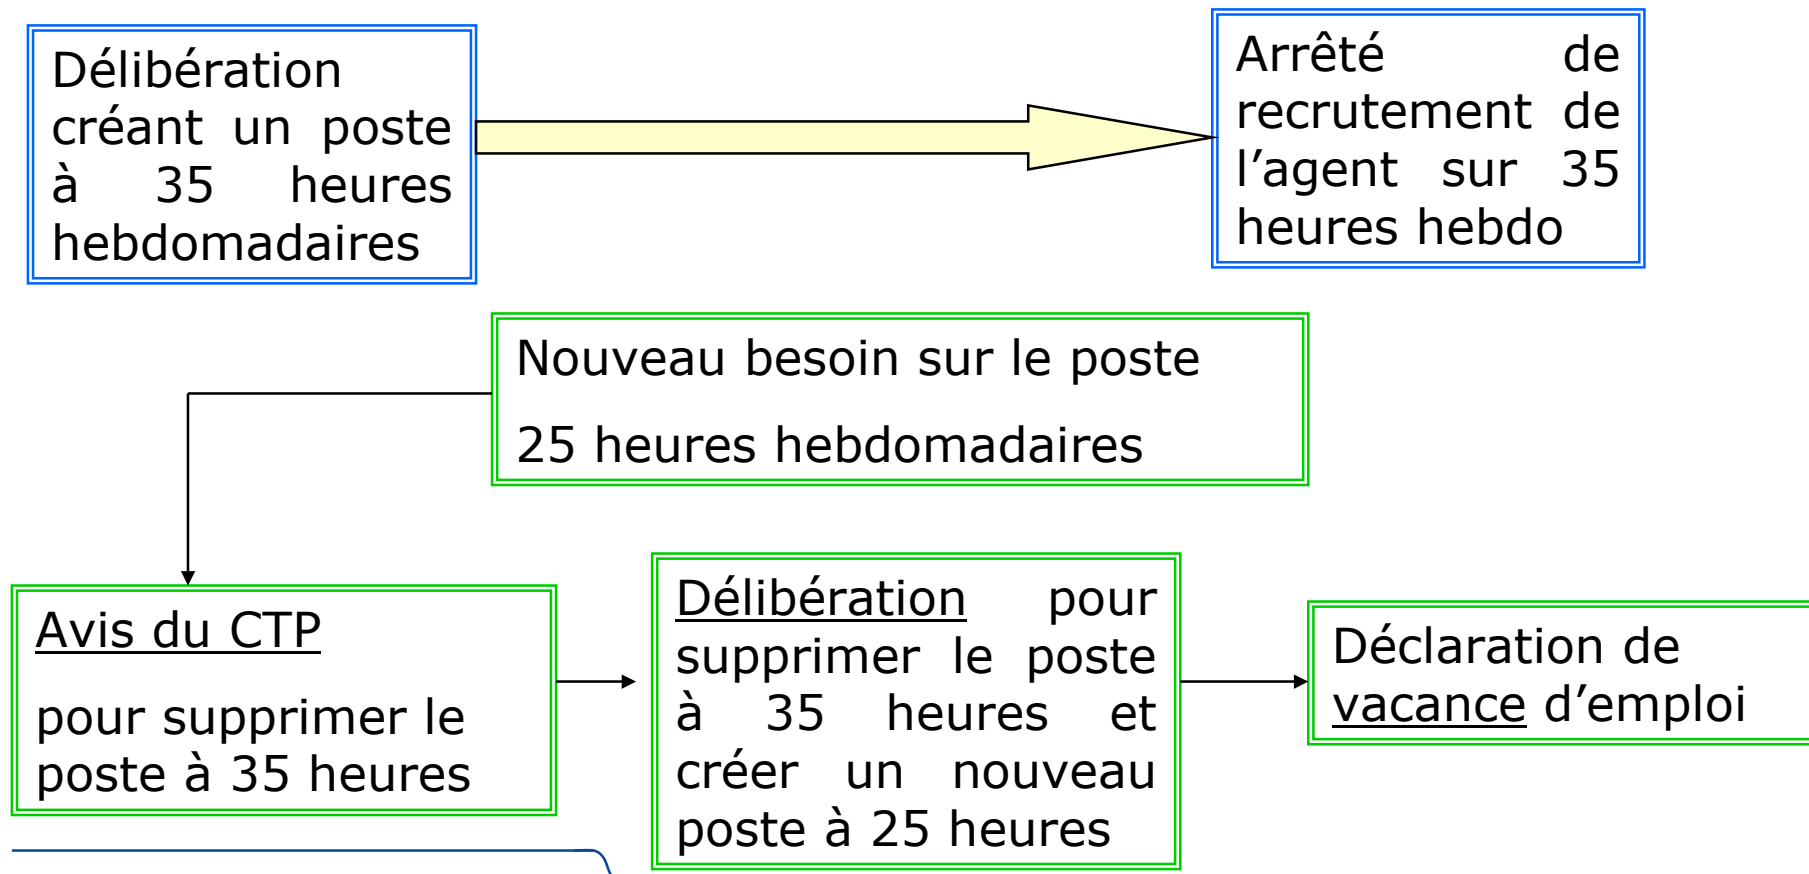 Délibération
créant un poste
à 35 heures
hebdomadaires
Arrêté de
recrutement de
l’agent sur 35
heures hebdo
Nouveau besoin sur le poste
25 heures hebdomadaires
Avis du CTP
pour supprimer le
poste à 35 heures
Délibération pour
supprimer le poste
à 35 heures et
créer un nouveau
poste à 25 heures
Déclaration de
vacance d’emploi